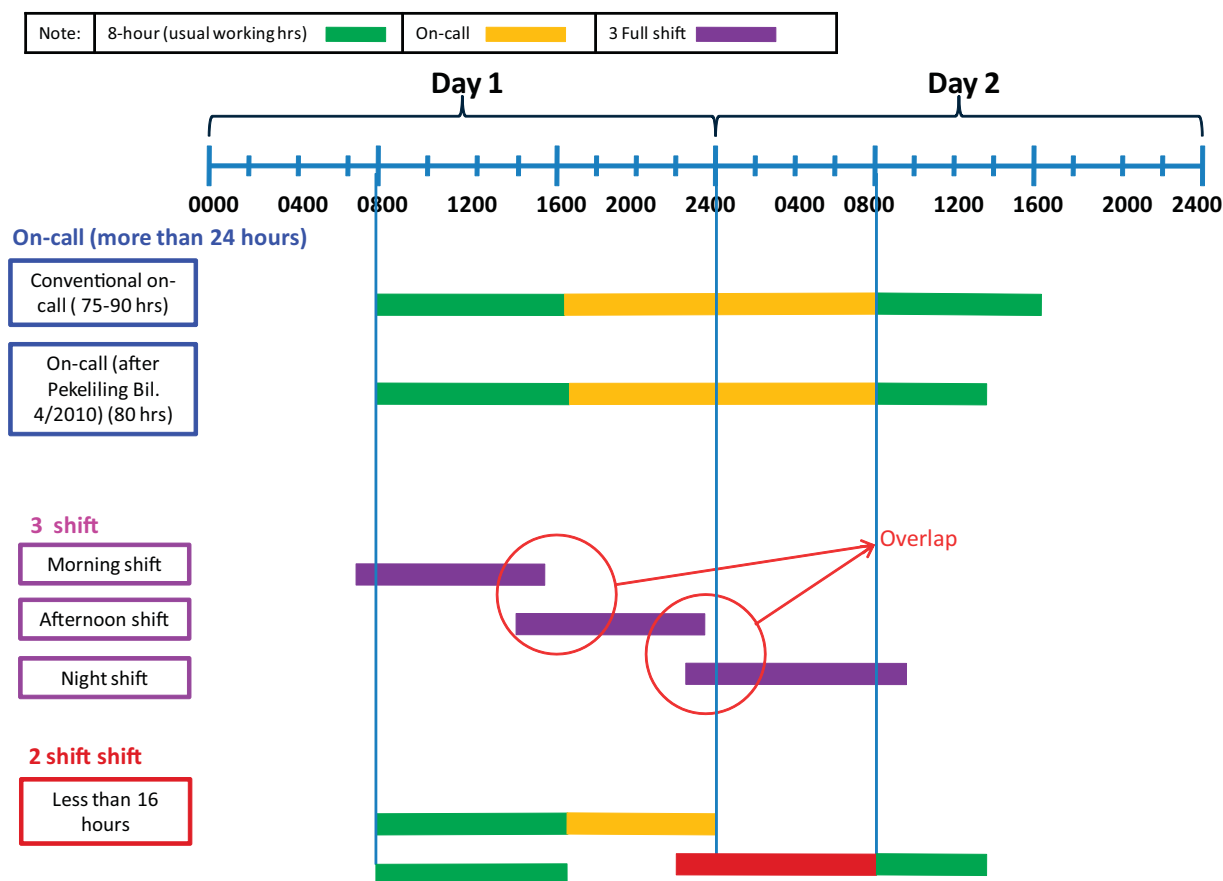 Note: 8-hour (usual working hrs) On-call 3 Full shift
Day 1 Day 2
0000 0400 0800 1200 1600 2000 2400 0400 0800 1200 1600 2000 2400
On-call (more than 24 hours)
Conventional on-
call ( 75-90 hrs)
On-call (after
Pekeliling Bil.
4/2010) (80 hrs)
3 shift
Overlap
Morning shift
Afternoon shift
Night shift
2 shift shift
Less than 16
hours